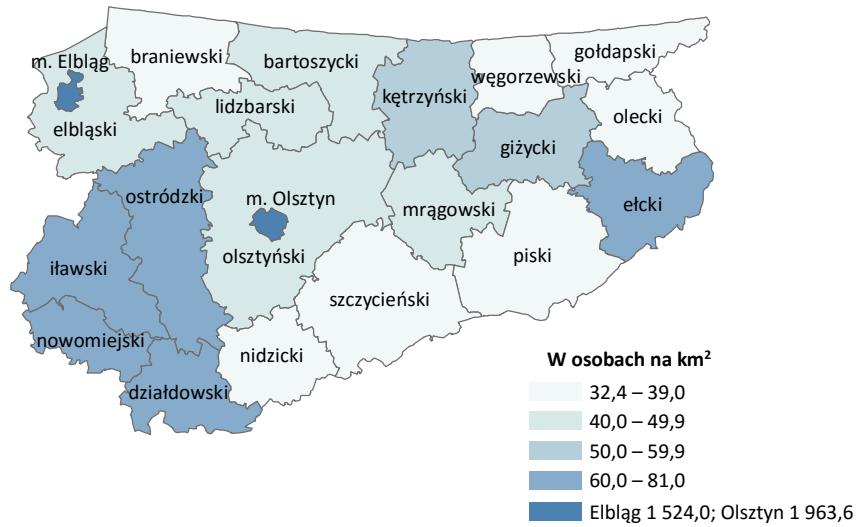 gołdapski
m. Elbląg
braniewski
bartoszycki
węgorzewski
kętrzyński
lidzbarski
olecki
elbląski
giżycki
ostródzki
m. Olsztyn
mrągowski
ełcki
olsztyński
piski
iławski
szczycieński
nowomiejski
nidzicki
działdowski
W osobach na km²
32,4 – 39,0
40,0 – 49,9
50,0 – 59,9
60,0 – 81,0
Elbląg 1 524,0; Olsztyn 1 963,6